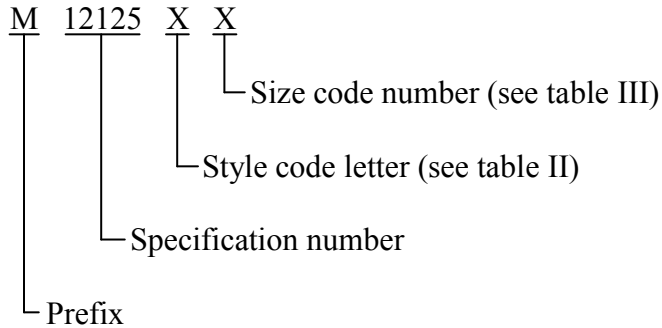 M 12125 X X
Size code number (see table III)
Style code letter (see table II)
Specification number
Prefix